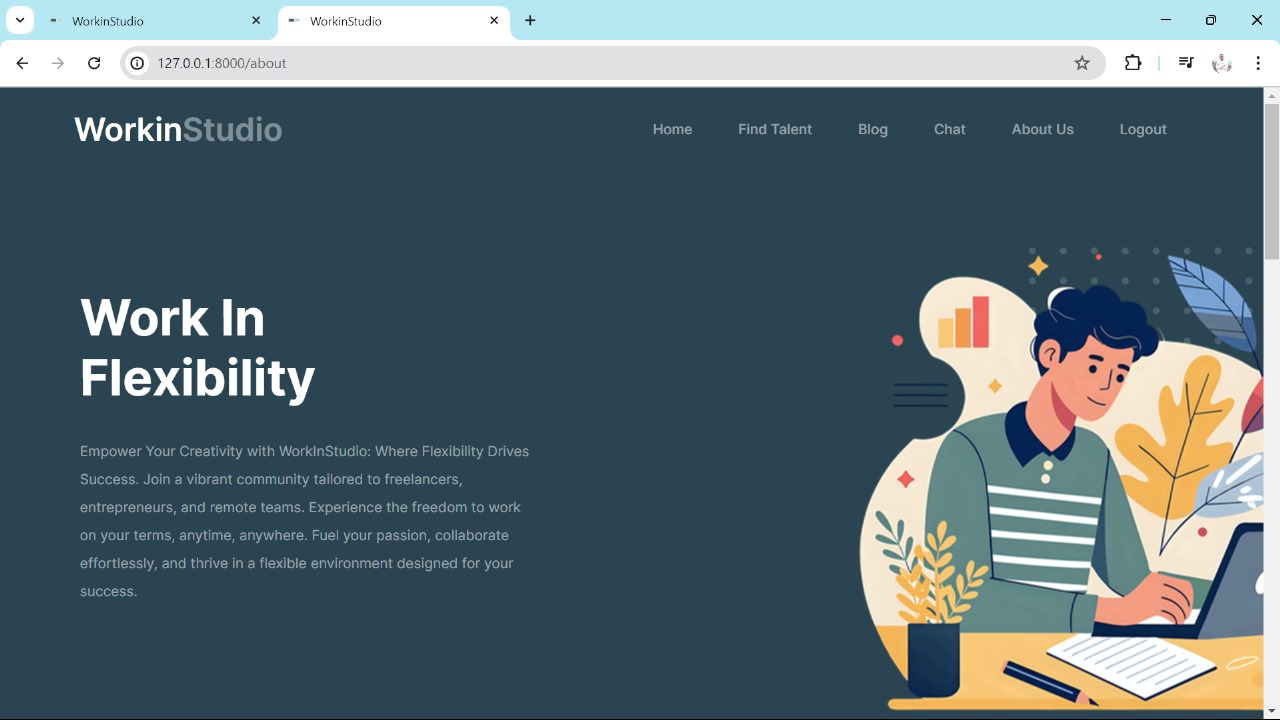 WorkinStudio
WorkinStudio
127.0.0.1:8000/about
WorkinStudio
Home
Find Talent
Blog
Chat
About Us
Logout
Work In
Flexibility
Empower Your Creativity with WorkInStudio: Where Flexibility Drives
Success. Join a vibrant community tailored to freelancers,
entrepreneurs, and remote teams. Experience the freedom to work
on your terms, anytime, anywhere. Fuel your passion, collaborate
effortlessly, and thrive in a flexible environment designed for your
success.